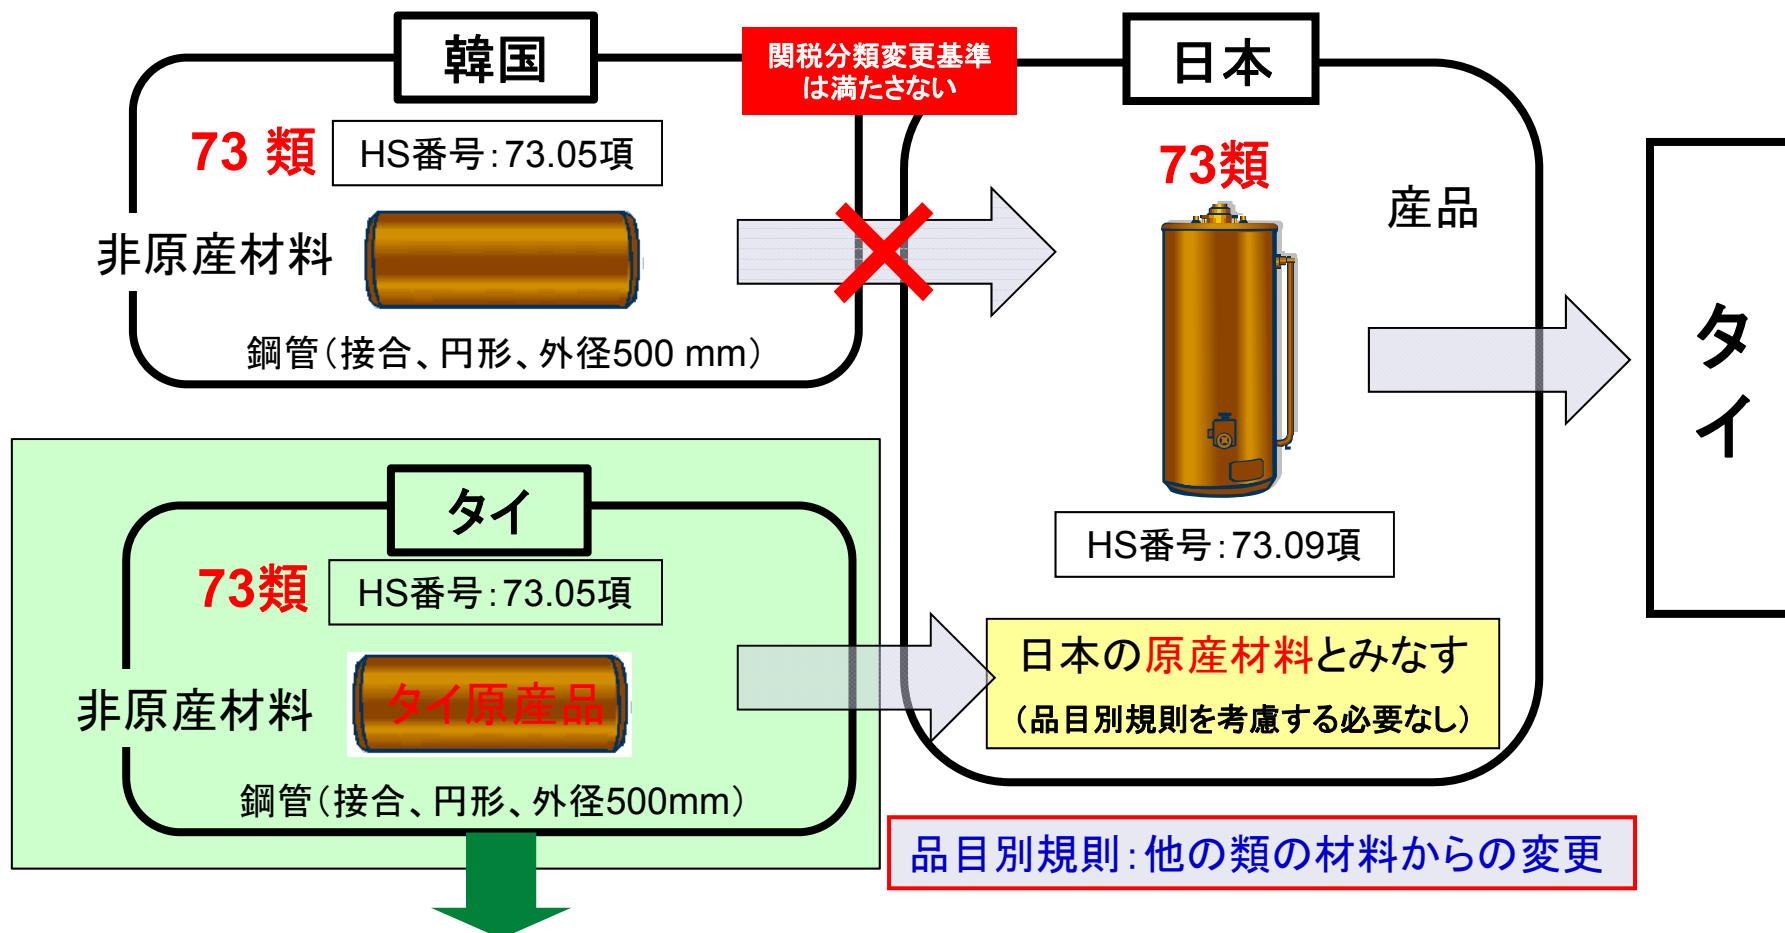 韓国
関税分類変更基準
は満たさない
日本
73 類
HS番号：73.05項
73類
産品
非原産材料
鋼管（接合、円形、外径500 mm）
タイ
タイ
73類
HS番号：73.05項
HS番号：73.09項
非原産材料
タイ原産品
日本の原産材料とみなす
（品目別規則を考慮する必要なし）
鋼管（接合、円形、外径500mm）
品目別規則：他の類の材料からの変更